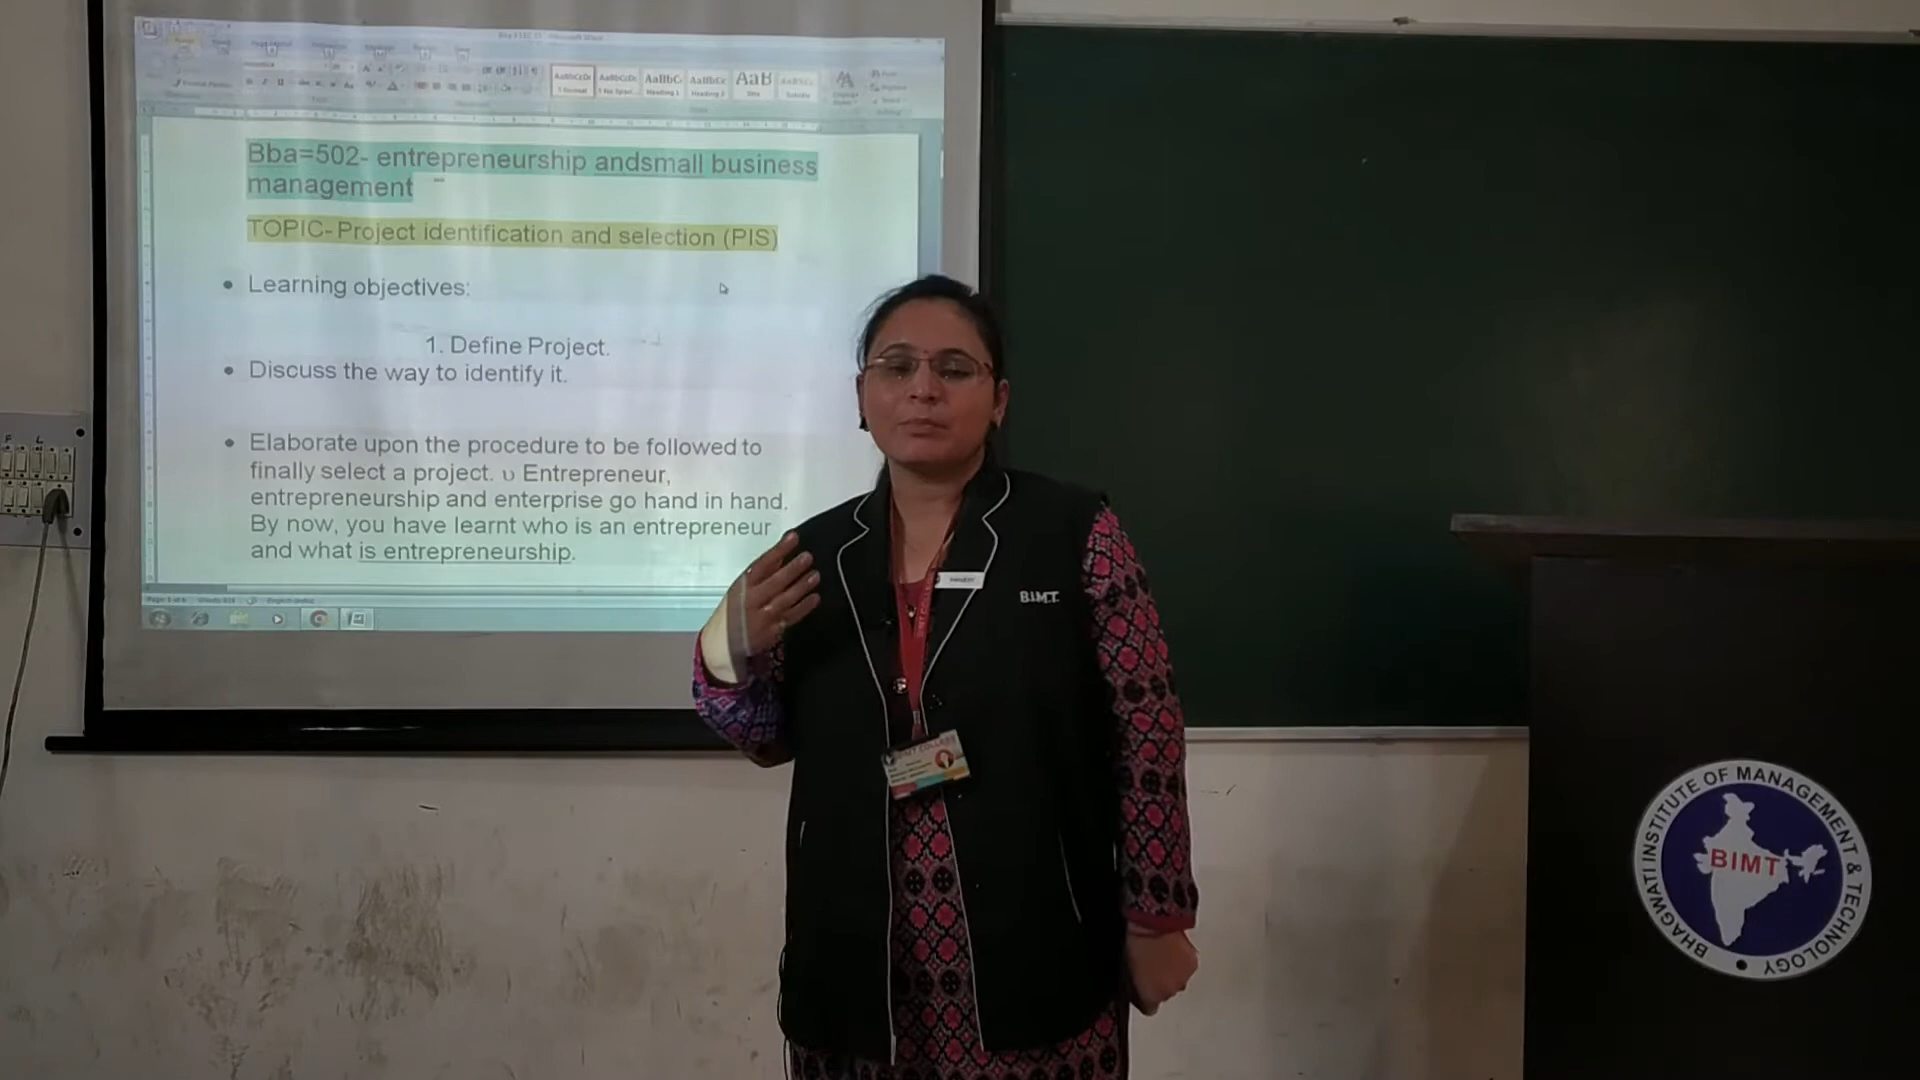 Bba=502- entrepreneurship andsmall business
management
TOPIC- Project identification and selection (PIS)
• Learning objectives:
1. Define Project.
• Discuss the way to identify it.
• Elaborate upon the procedure to be followed to
finally select a project. υ Entrepreneur,
entrepreneurship and enterprise go hand in hand.
By now, you have learnt who is an entrepreneur
and what is entrepreneurship.
B.I.M.T.
BHAGWATI INSTITUTE OF MANAGEMENT & TECHNOLOGY
BIMT